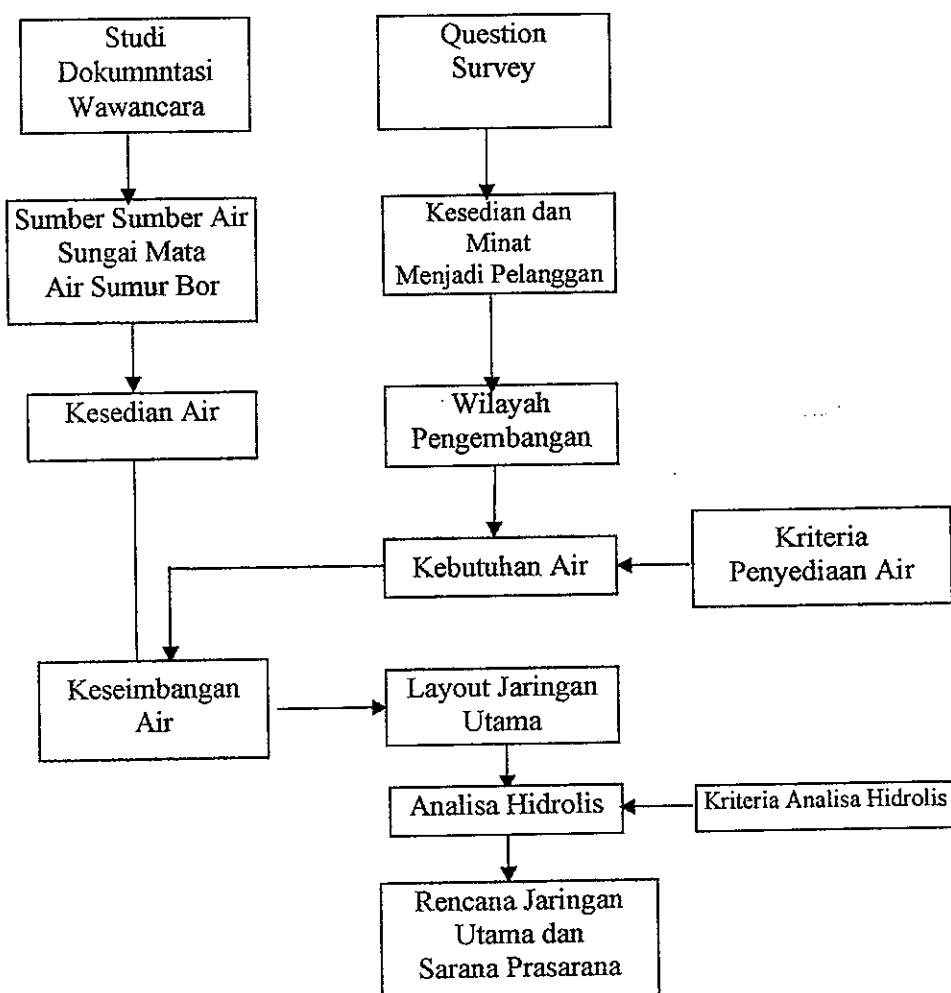 Studi
Dokumnntasi
Wawancara
Question
Survey
Sumber Sumber Air
Sungai Mata
Air Sumur Bor
Kesedian dan
Minat
Menjadi Pelanggan
Kesedian Air
Wilayah
Pengembangan
Kebutuhan Air
Kriteria
Penyediaan Air
Keseimbangan
Air
Layout Jaringan
Utama
Analisa Hidrolis
Kriteria Analisa Hidrolis
Rencana Jaringan
Utama dan
Sarana Prasarana